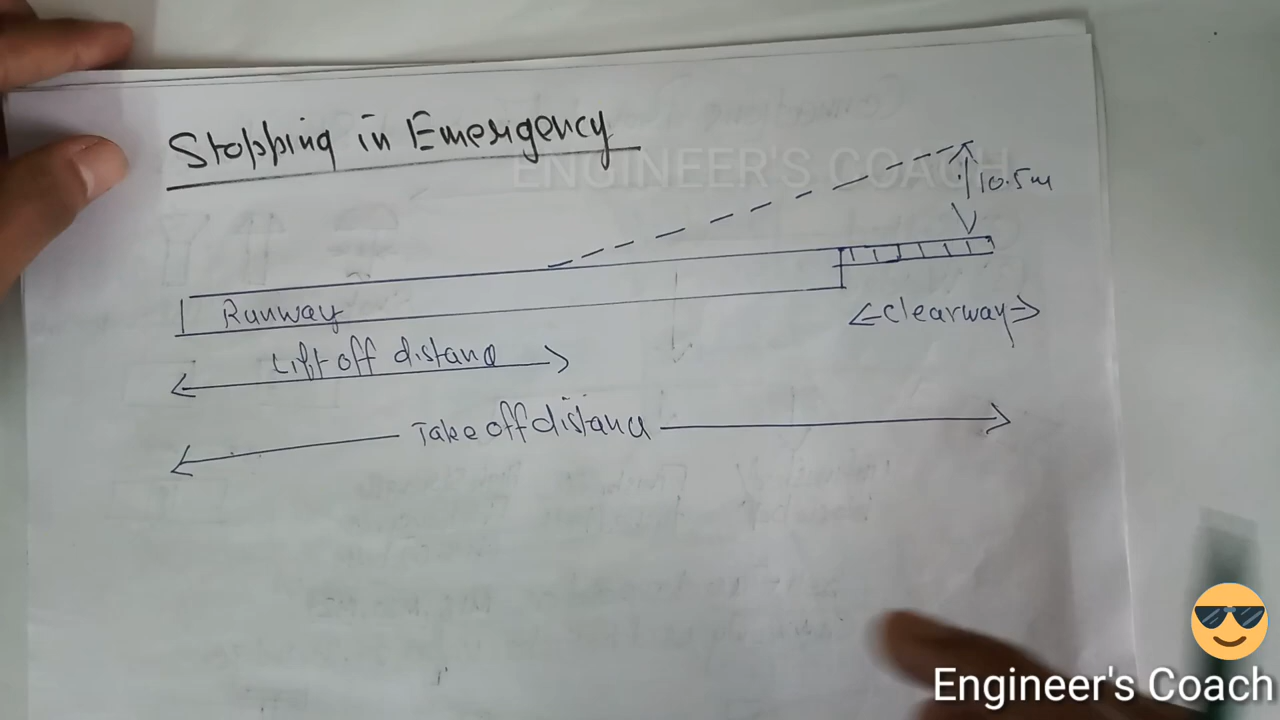 Stopping in Emergency
ENGINEER'S COACH
10.5m
Runway
<-clearway->
Lift off distance
Take off distance
Engineer's Coach